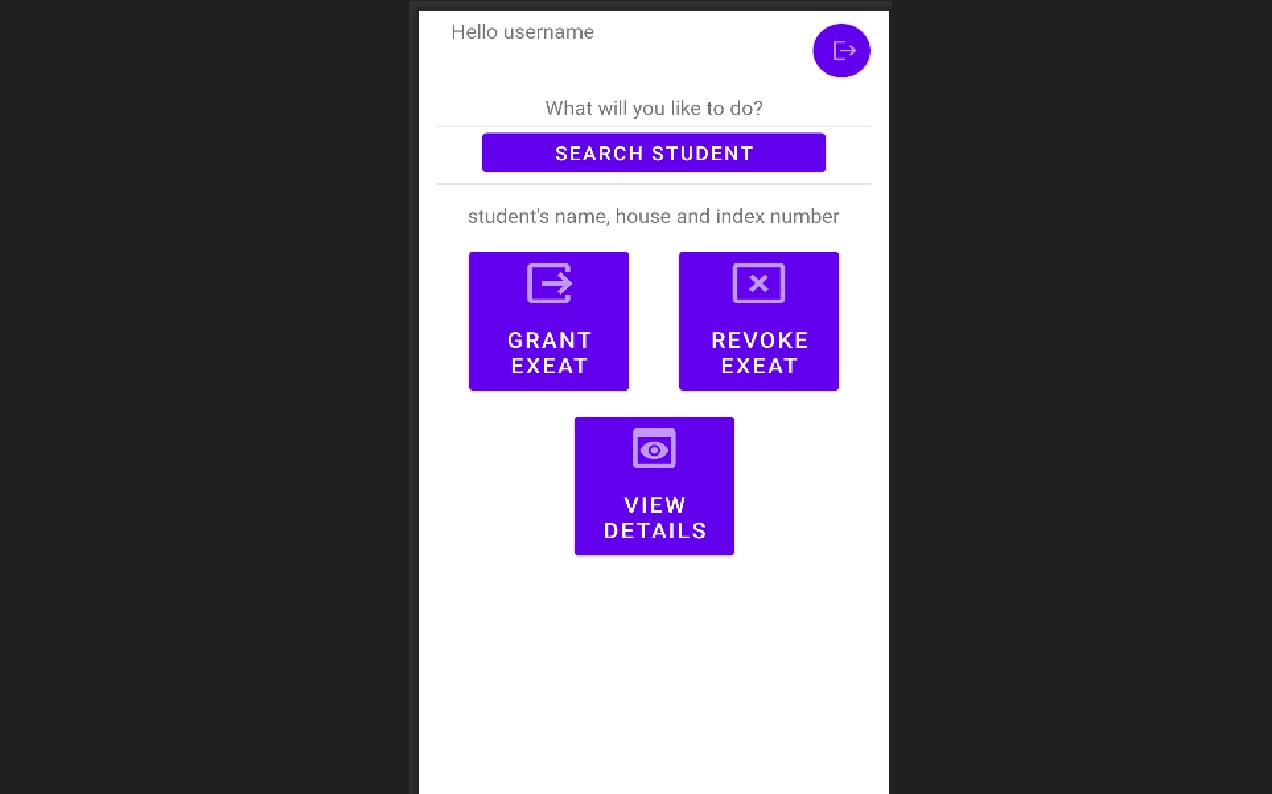 Hello username
What will you like to do?
SEARCH STUDENT
student's name, house and index number
GRANT
EXEAT
REVOKE
EXEAT
VIEW
DETAILS